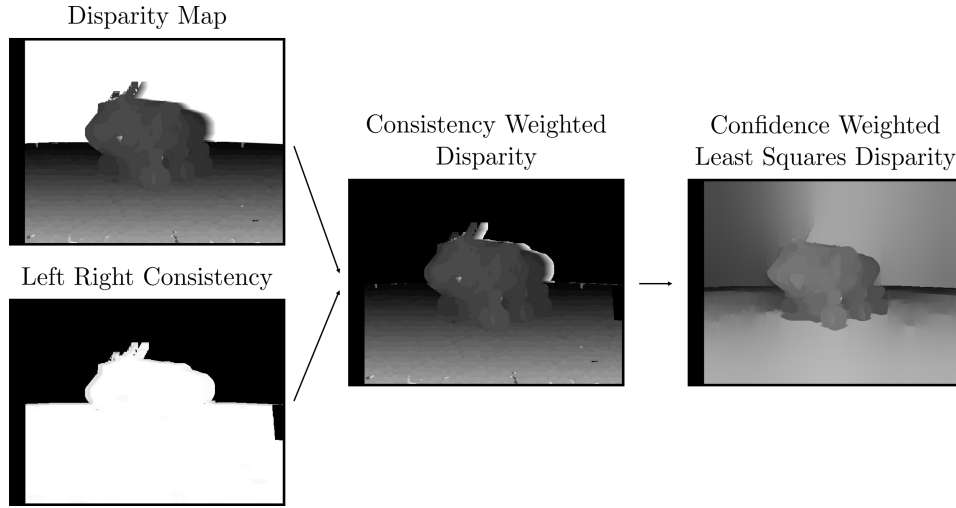 Disparity Map
Left Right Consistency
Consistency Weighted
Disparity
Confidence Weighted
Least Squares Disparity